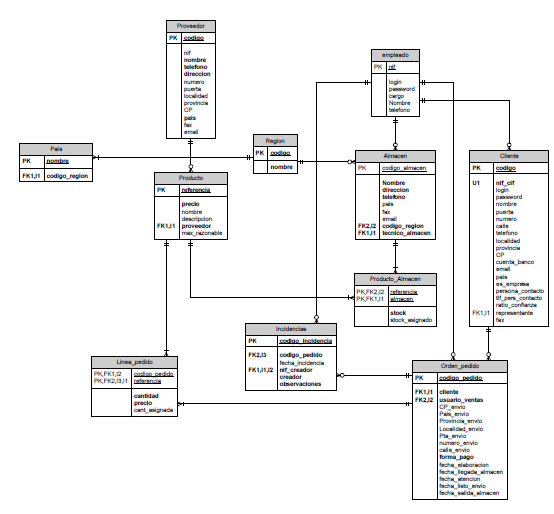 Proveedor
PK codigo
nif
nombre
telefono
direccion
numero
puerta
localidad
provincia
CP
pais
fax
email
empleado
PK nif
login
password
cargo
Nombre
telefono
Pais
PK nombre
FK1,I1 codigo_region
Region
PK codigo
nombre
Almacen
PK codigo_almacen
Nombre
direccion
telefono
pais
fax
email
FK2,I2 codigo_region
FK1,I1 tecnico_almacen
Cliente
PK codigo
U1 nif_cif
login
password
nombre
puerta
numero
calle
telefono
localidad
provincia
CP
cuenta_banco
email
pais
es_empresa
persona_contacto
tlf_pers_contacto
ratio_confianza
FK1,I1 representante
fax
Producto
PK referencia
precio
nombre
descripcion
FK1,I1 proveedor
max_razonable
Producto_Almacen
PK,FK2,I2 referencia
PK,FK1,I1 almacen
stock
stock_asignado
Incidencias
PK codigo_Incidencia
FK2,I3 codigo_pedido
fecha_incidencia
FK1,I1,I2 nif_creador
creador
observaciones
Linea_pedido
PK,FK1,I2 codigo_pedido
PK,FK2,I3,I1 referencia
cantidad
precio
cant_asignada
Orden_pedido
PK codigo_pedido
FK1,I1 cliente
FK2,I2 usuario_ventas
CP_envio
Pais_envio
Provincia_envio
Localidad_envio
Pta_envio
numero_envio
calle_envio
forma_pago
fecha_elaboracion
fecha_llegada_almacen
fecha_atencion
fecha_listo_envio
fecha_salida_almacen